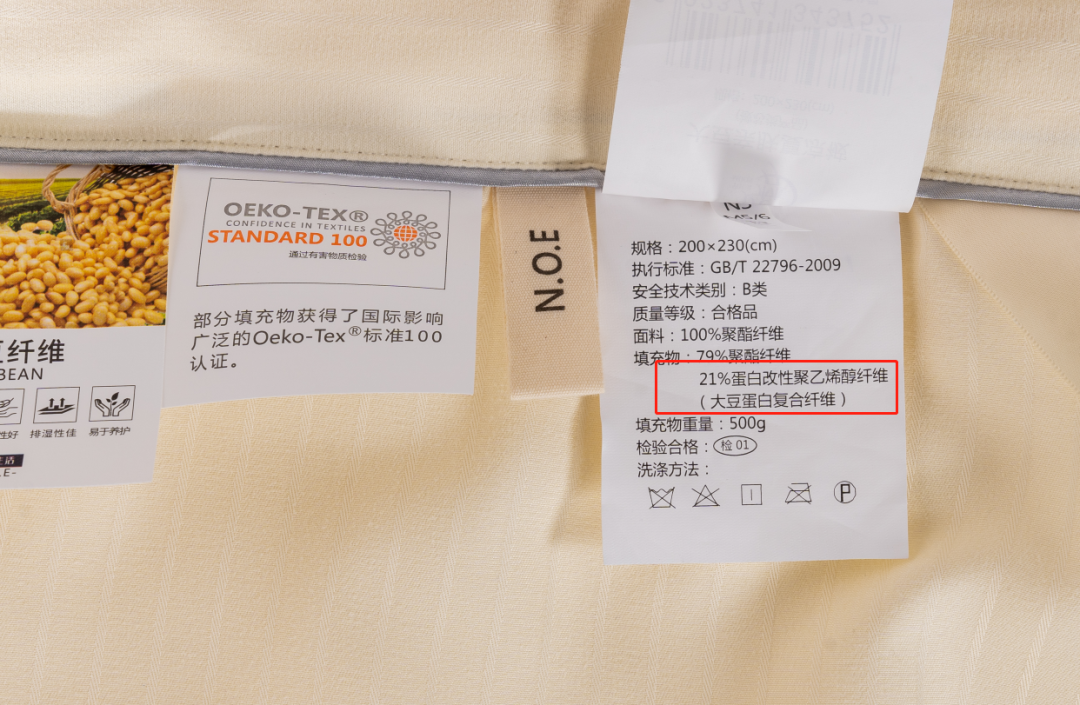 纤维
BEAN
性好 排湿性佳 易于养护
OEKO-TEX®
CONFIDENCE IN TEXTILES
STANDARD 100
通过有害物质检验
部分填充物获得了国际影响
广泛的Oeko-Tex®标准100
认证。
N.O.E
规格：200×230(cm)
执行标准：GB/T 22796-2009
安全技术类别：B类
质量等级：合格品
面料：100%聚酯纤维
填充物：79%聚酯纤维
21%蛋白改性聚乙烯醇纤维
（大豆蛋白复合纤维）
填充物重量：500g
检验合格：检 01
洗涤方法：
P